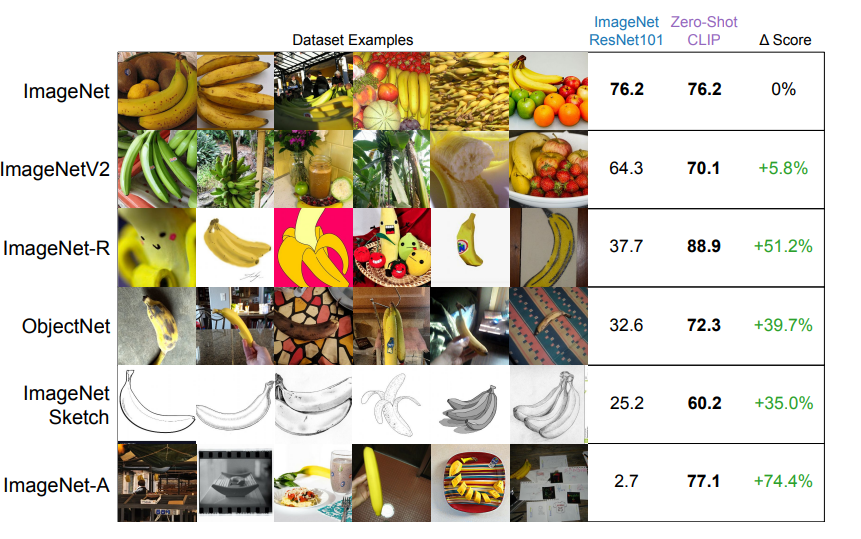 Dataset Examples
ImageNet ResNet101
Zero-Shot CLIP
Δ Score
ImageNet 76.2 76.2 0%
ImageNetV2 64.3 70.1 +5.8%
ImageNet-R 37.7 88.9 +51.2%
ObjectNet 32.6 72.3 +39.7%
ImageNet Sketch 25.2 60.2 +35.0%
ImageNet-A 2.7 77.1 +74.4%